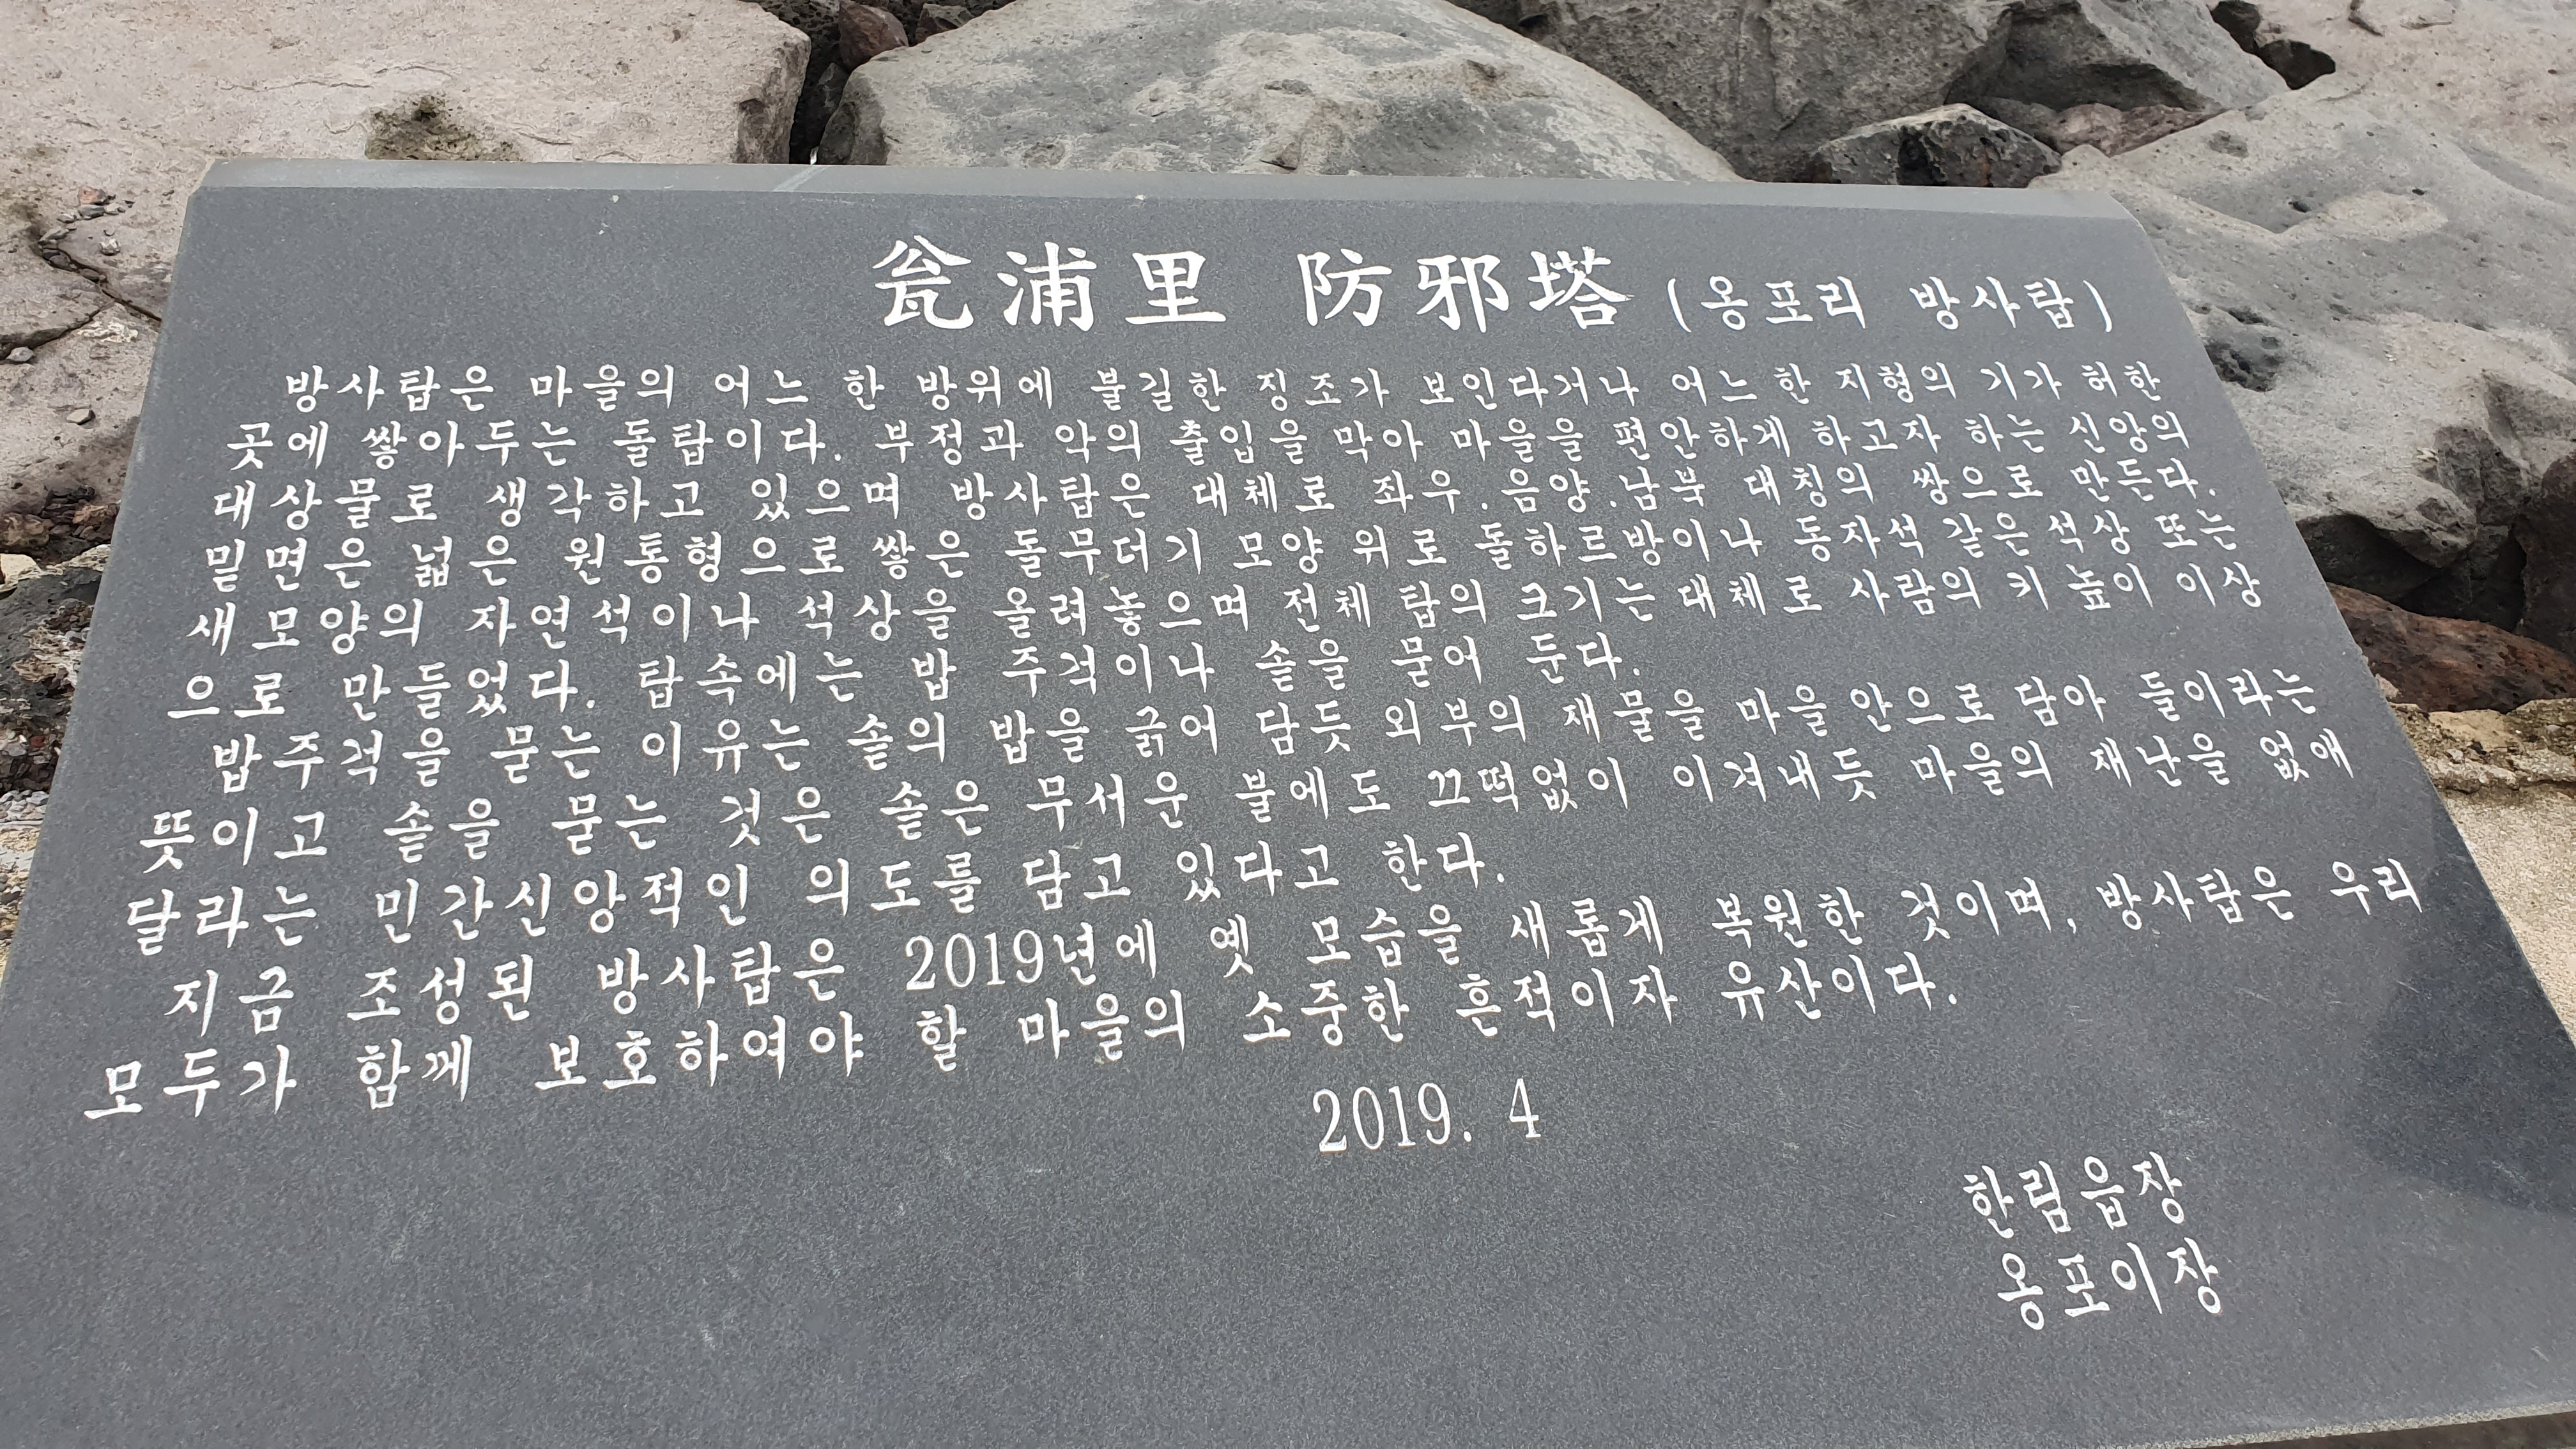 瓮浦里 防邪塔 (옹포리 방사탑)
방사탑은 마을의 어느 한 방위에 불길한 징조가 보인다거나 어느 한 지형의 기가 허한
곳에 쌓아두는 돌탑이다. 부정과 악의 출입을 막아 마을을 편안하게 하고자 하는 신앙의
대상물로 생각하고 있으며 방사탑은 대체로 좌우.음양.남북 대칭의 쌍으로 만든다.
밑면은 넓은 원통형으로 쌓은 돌무더기 모양 위로 돌하르방이나 동자석 같은 석상 또는
새모양의 자연석이나 석상을 올려놓으며 전체 탑의 크기는 대체로 사람의 키 높이 이상
으로 만들었다. 탑속에는 밥 주걱이나 솥을 묻어 둔다.
밥주걱을 묻는 이유는 솥의 밥을 긁어 담듯 외부의 재물을 마을 안으로 담아 들이라는
뜻이고 솥을 묻는 것은 솥은 무서운 불에도 끄떡없이 이겨내듯 마을의 재난을 없애
달라는 민간신앙적인 의도를 담고 있다고 한다.
지금 조성된 방사탑은 2019년에 옛 모습을 새롭게 복원한 것이며, 방사탑은 우리
모두가 함께 보호하여야 할 마을의 소중한 흔적이자 유산이다.
2019. 4
한림읍장
옹포이장